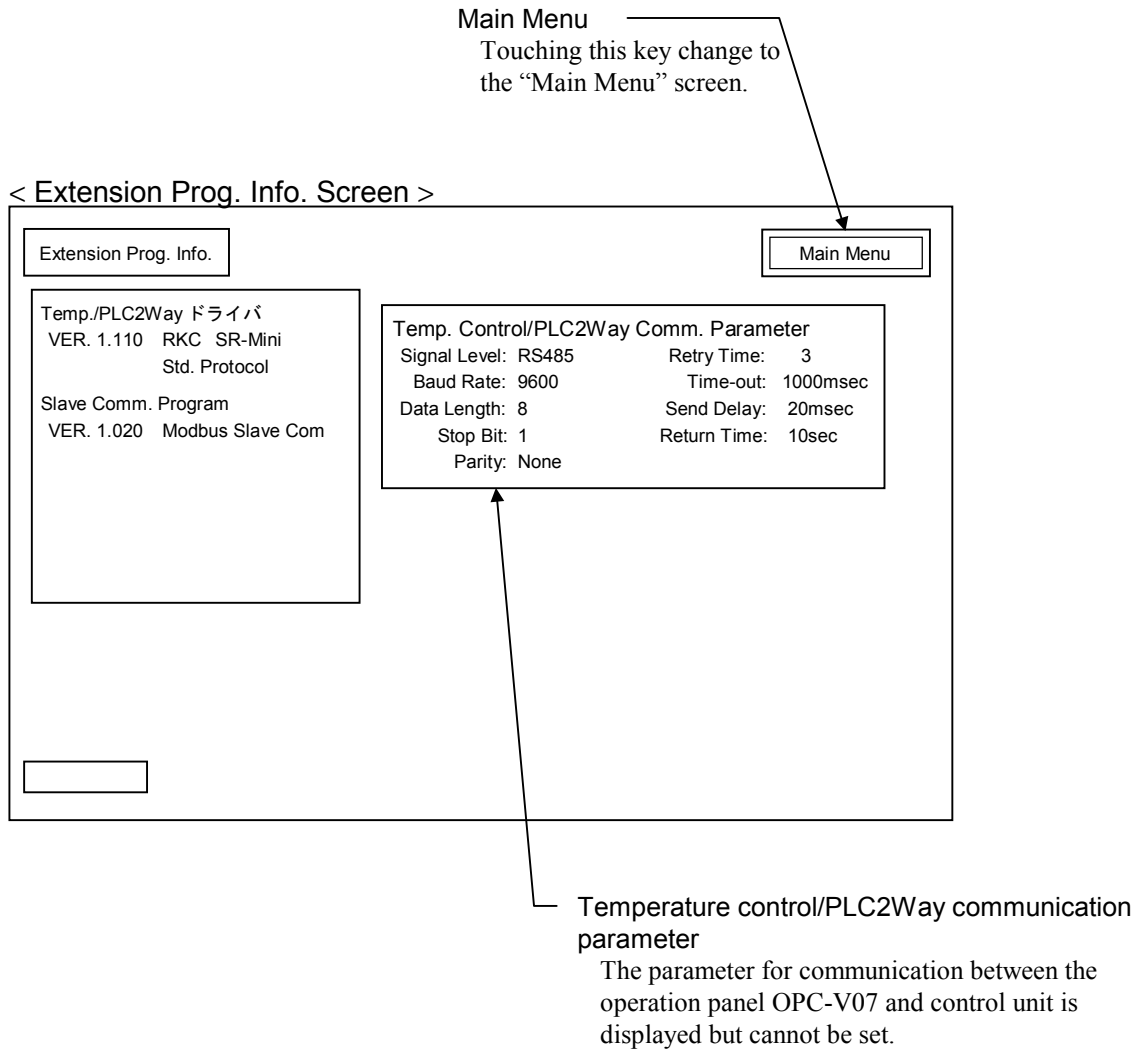 Main Menu
Touching this key change to
the “Main Menu” screen.
< Extension Prog. Info. Screen >
Extension Prog. Info.
Main Menu
Temp./PLC2Way ドライバ
VER. 1.110 RKC SR-Mini
Std. Protocol
Slave Comm. Program
VER. 1.020 Modbus Slave Com
Temp. Control/PLC2Way Comm. Parameter
Signal Level: RS485 Retry Time: 3
Baud Rate: 9600 Time-out: 1000msec
Data Length: 8 Send Delay: 20msec
Stop Bit: 1 Return Time: 10sec
Parity: None
Temperature control/PLC2Way communication
parameter
The parameter for communication between the
operation panel OPC-V07 and control unit is
displayed but cannot be set.